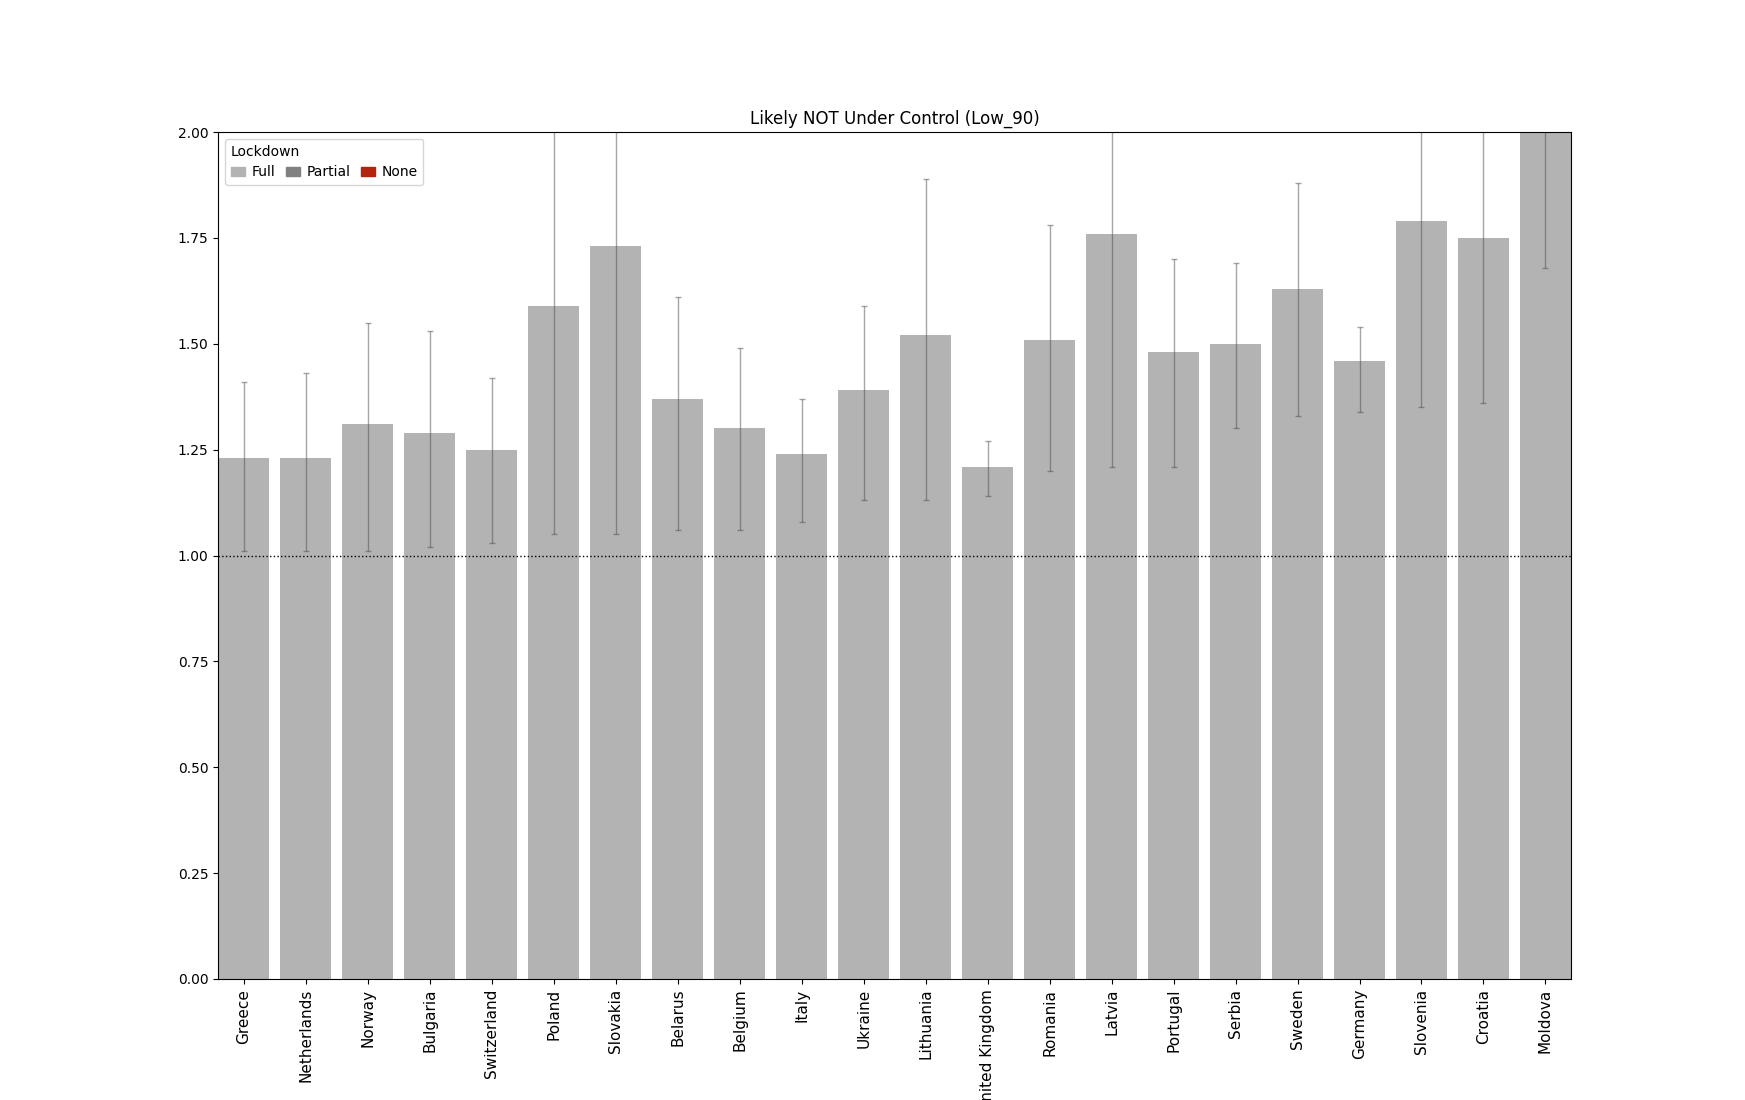 Likely NOT Under Control (Low_90)
2.00
1.75
1.50
1.25
1.00
0.75
0.50
0.25
0.00
Lockdown
Full Partial None
Greece
Netherlands
Norway
Bulgaria
Switzerland
Poland
Slovakia
Belarus
Belgium
Italy
Ukraine
Lithuania
nited Kingdom
Romania
Latvia
Portugal
Serbia
Sweden
Germany
Slovenia
Croatia
Moldova